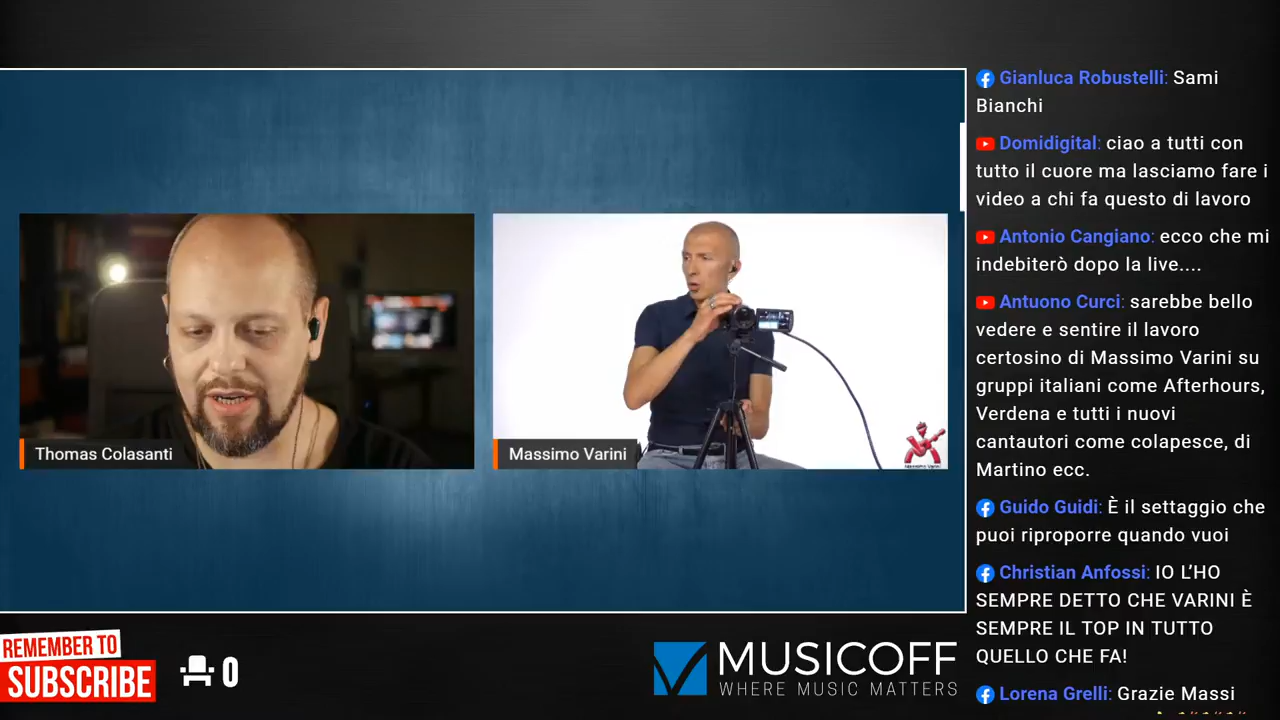 Gianluca Robustelli: Sami
Bianchi
Domidigital: ciao a tutti con
tutto il cuore ma lasciamo fare i
video a chi fa questo di lavoro
Antonio Cangiano: ecco che mi
indebiterò dopo la live....
Antuono Curci: sarebbe bello
vedere e sentire il lavoro
certosino di Massimo Varini su
gruppi italiani come Afterhours,
Verdena e tutti i nuovi
cantautori come colapesce, di
Martino ecc.
Guido Guidi: È il settaggio che
puoi riproporre quando vuoi
Christian Anfossi: IO L'HO
SEMPRE DETTO CHE VARINI È
SEMPRE IL TOP IN TUTTO
QUELLO CHE FA!
Lorena Grelli: Grazie Massi
Thomas Colasanti
Massimo Varini
Massimo Varini
REMEMBER TO
SUBSCRIBE
0
MUSICOFF
WHERE MUSIC MATTERS